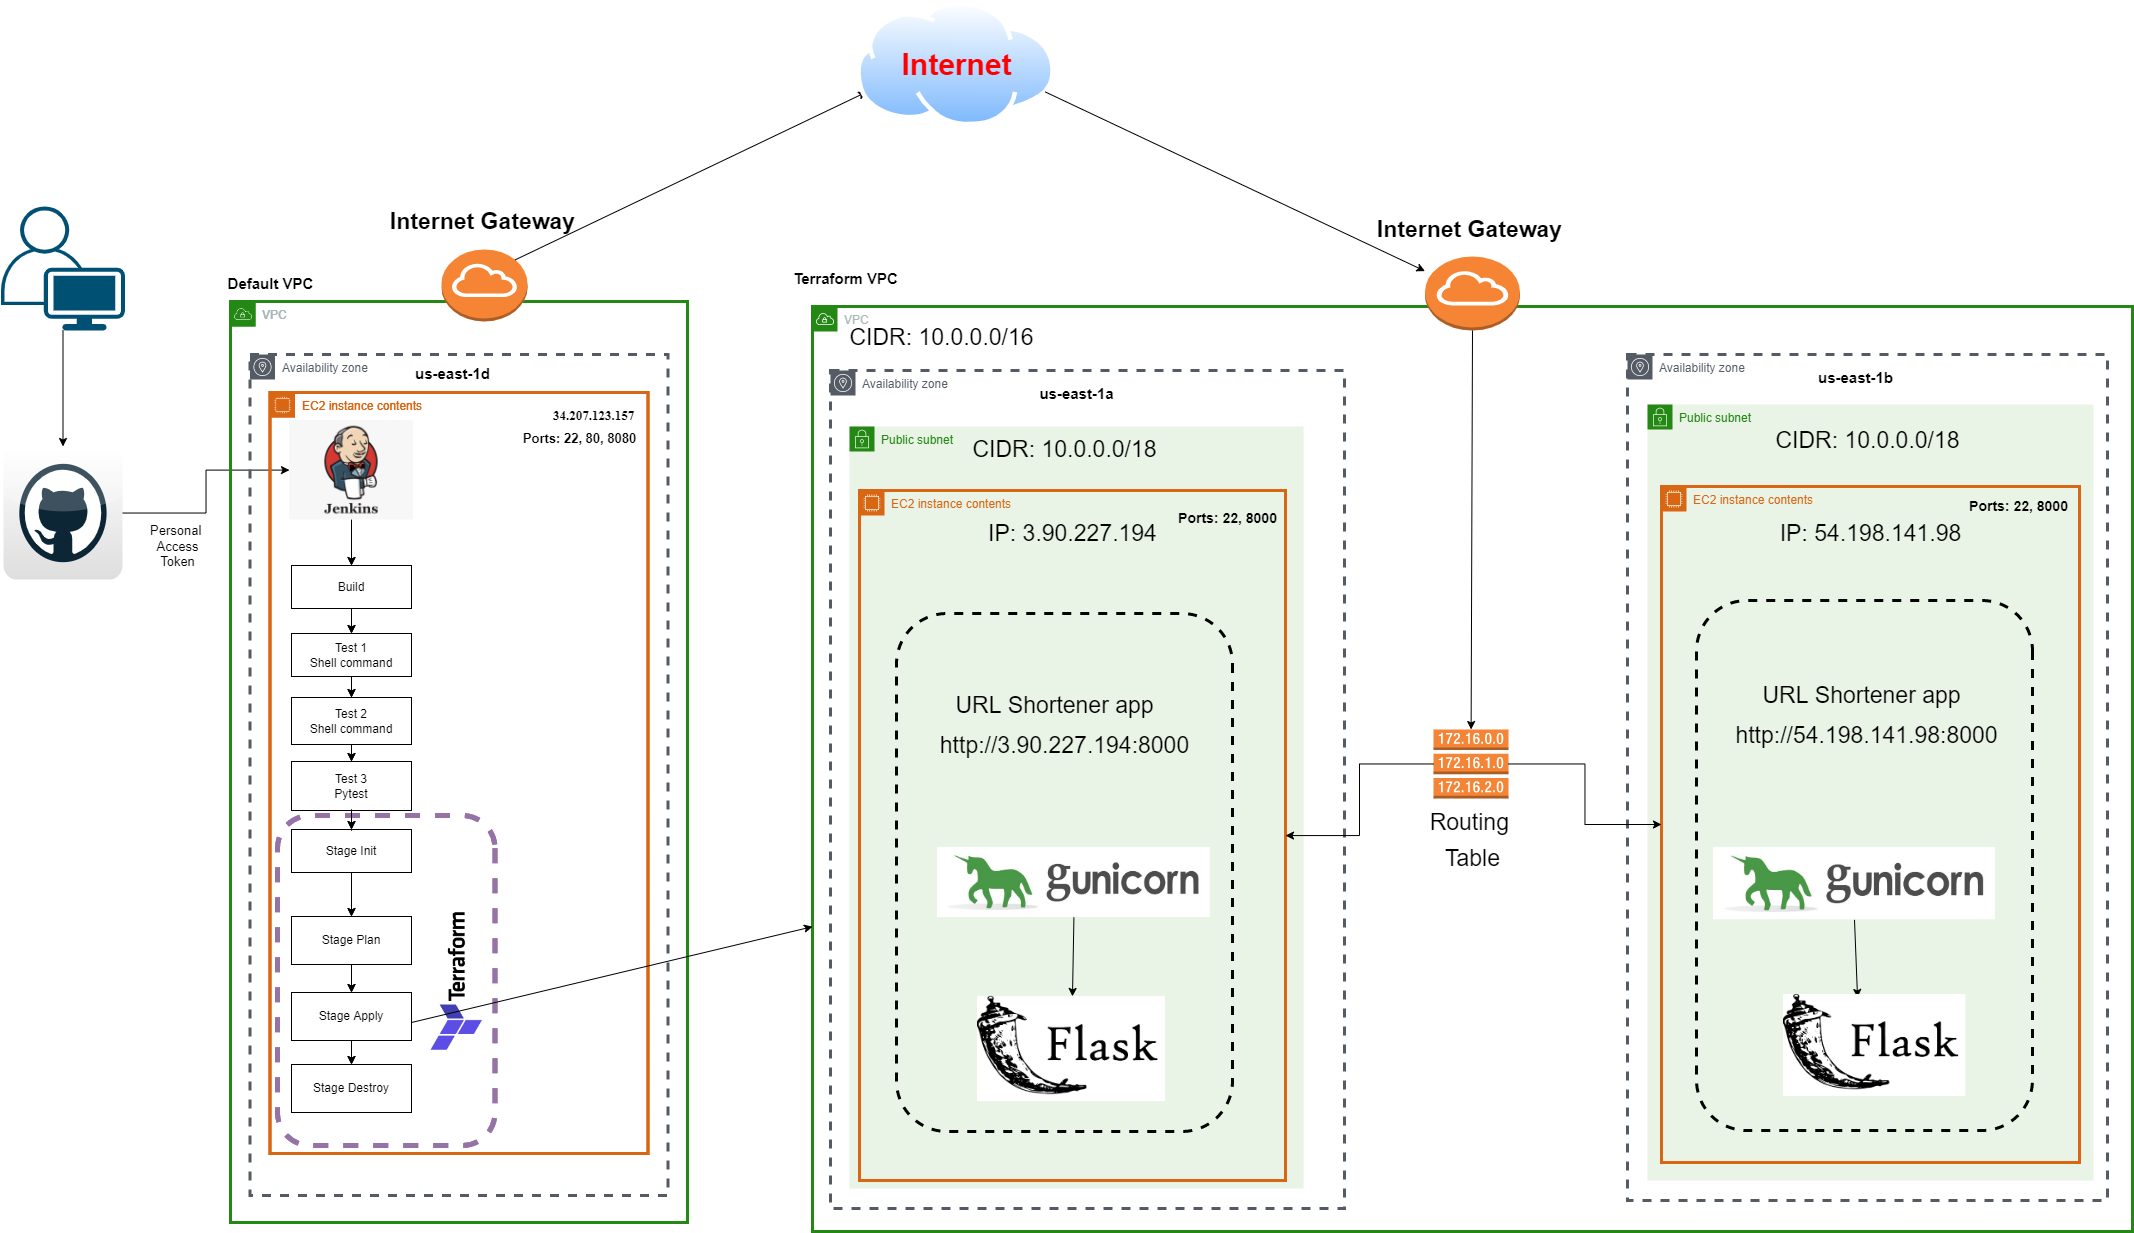 Internet
Internet Gateway
Internet Gateway
Default VPC
Terraform VPC
VPC
Availability zone
us-east-1d
EC2 instance contents
34.207.123.157
Ports: 22, 80, 8080
Jenkins
Personal
Access
Token
Build
Test 1
Shell command
Test 2
Shell command
Test 3
Pytest
Stage Init
Stage Plan
Stage Apply
Stage Destroy
Terraform
VPC
CIDR: 10.0.0.0/16
Availability zone
us-east-1a
Public subnet
CIDR: 10.0.0.0/18
EC2 instance contents
Ports: 22, 8000
IP: 3.90.227.194
URL Shortener app
http://3.90.227.194:8000
gunicorn
Flask
172.16.0.0
172.16.1.0
172.16.2.0
Routing
Table
Availability zone
us-east-1b
Public subnet
CIDR: 10.0.0.0/18
EC2 instance contents
Ports: 22, 8000
IP: 54.198.141.98
URL Shortener app
http://54.198.141.98:8000
gunicorn
Flask